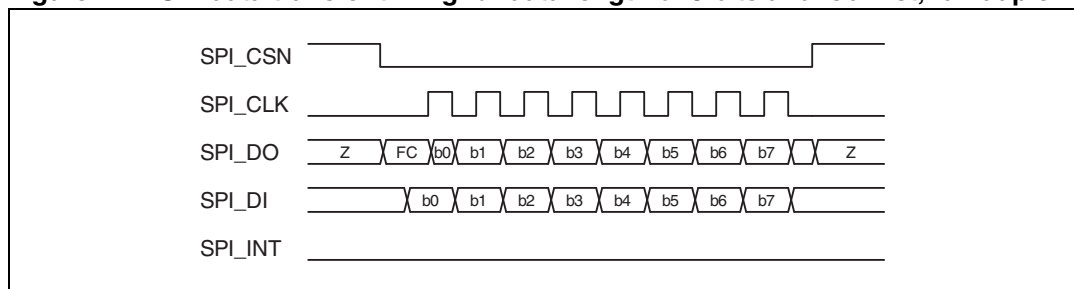 SPI_CSN
SPI_CLK
SPI_DO Z FC b0 b1 b2 b3 b4 b5 b6 b7 Z
SPI_DI b0 b1 b2 b3 b4 b5 b6 b7
SPI_INT